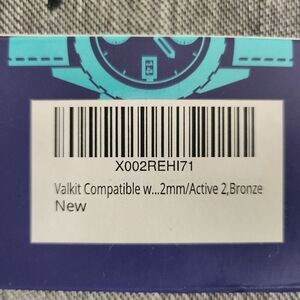 X002REHI71
Valkit Compatible w...2mm/Active 2,Bronze
New